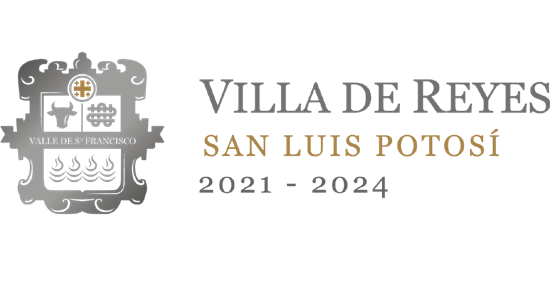 VALLE DE Sⁿ FRANCISCO
VILLA DE REYES
SAN LUIS POTOSÍ
2021 - 2024